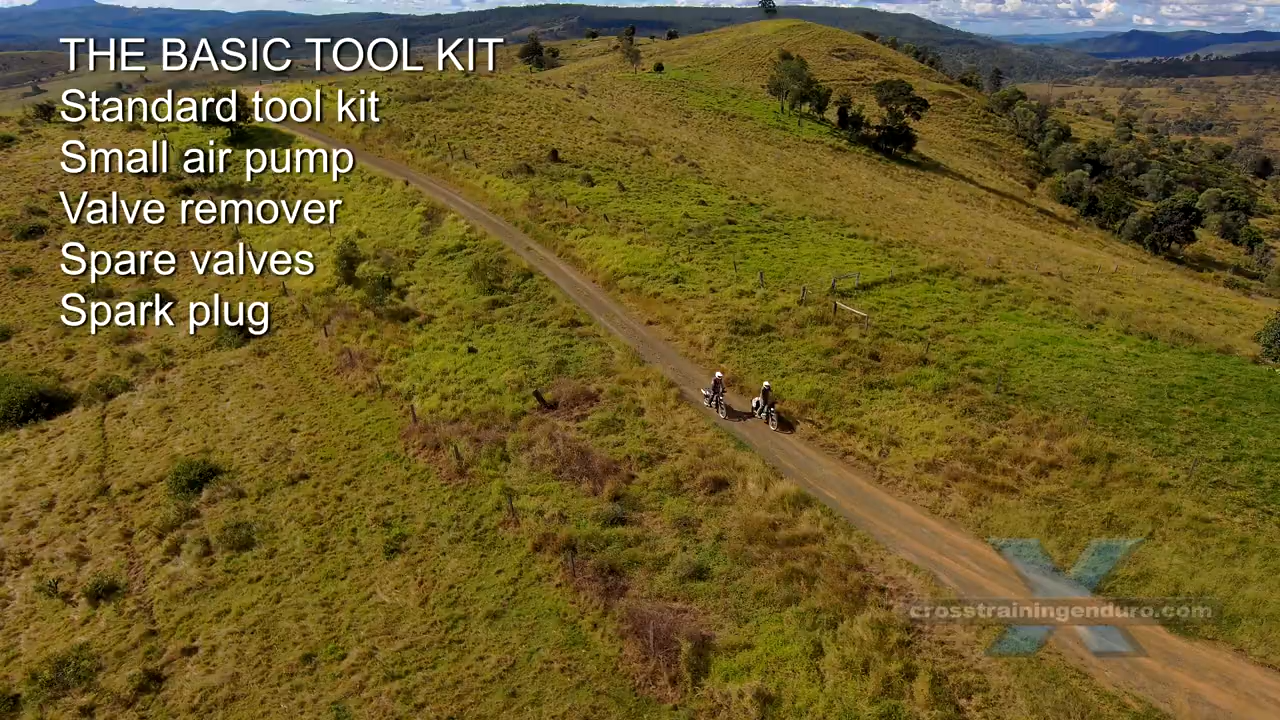 THE BASIC TOOL KIT
Standard tool kit
Small air pump
Valve remover
Spare valves
Spark plug
crosstrainingenduro.com